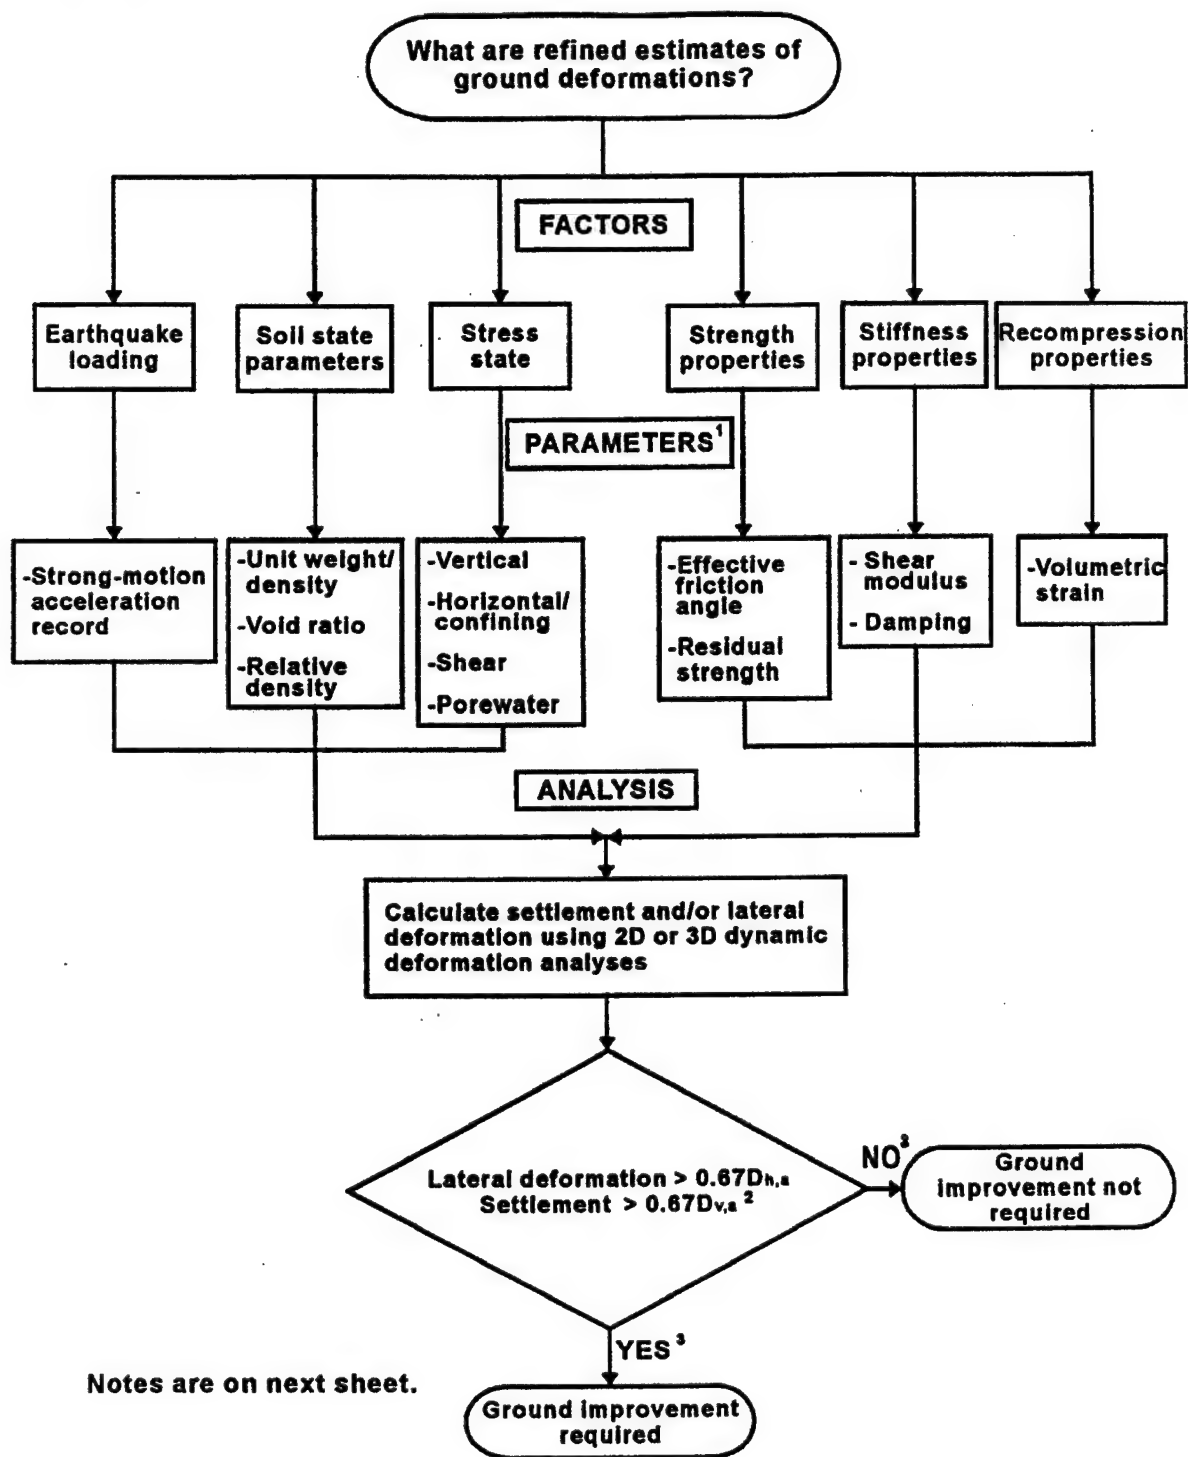 What are refined estimates of
ground deformations?
FACTORS
Earthquake
loading
Soil state
parameters
Stress
state
Strength
properties
Stiffness
properties
Recompression
properties
PARAMETERS¹
-Strong-motion
acceleration
record
-Unit weight/
density
-Void ratio
-Relative
density
-Vertical
-Horizontal/
confining
-Shear
-Porewater
-Effective
friction
angle
-Residual
strength
- Shear
modulus
- Damping
-Volumetric
strain
ANALYSIS
Calculate settlement and/or lateral
deformation using 2D or 3D dynamic
deformation analyses
Lateral deformation > 0.67Dh,a
Settlement > 0.67Dv,a ²
NO²
Ground
improvement not
required
YES ³
Notes are on next sheet.
Ground improvement
required